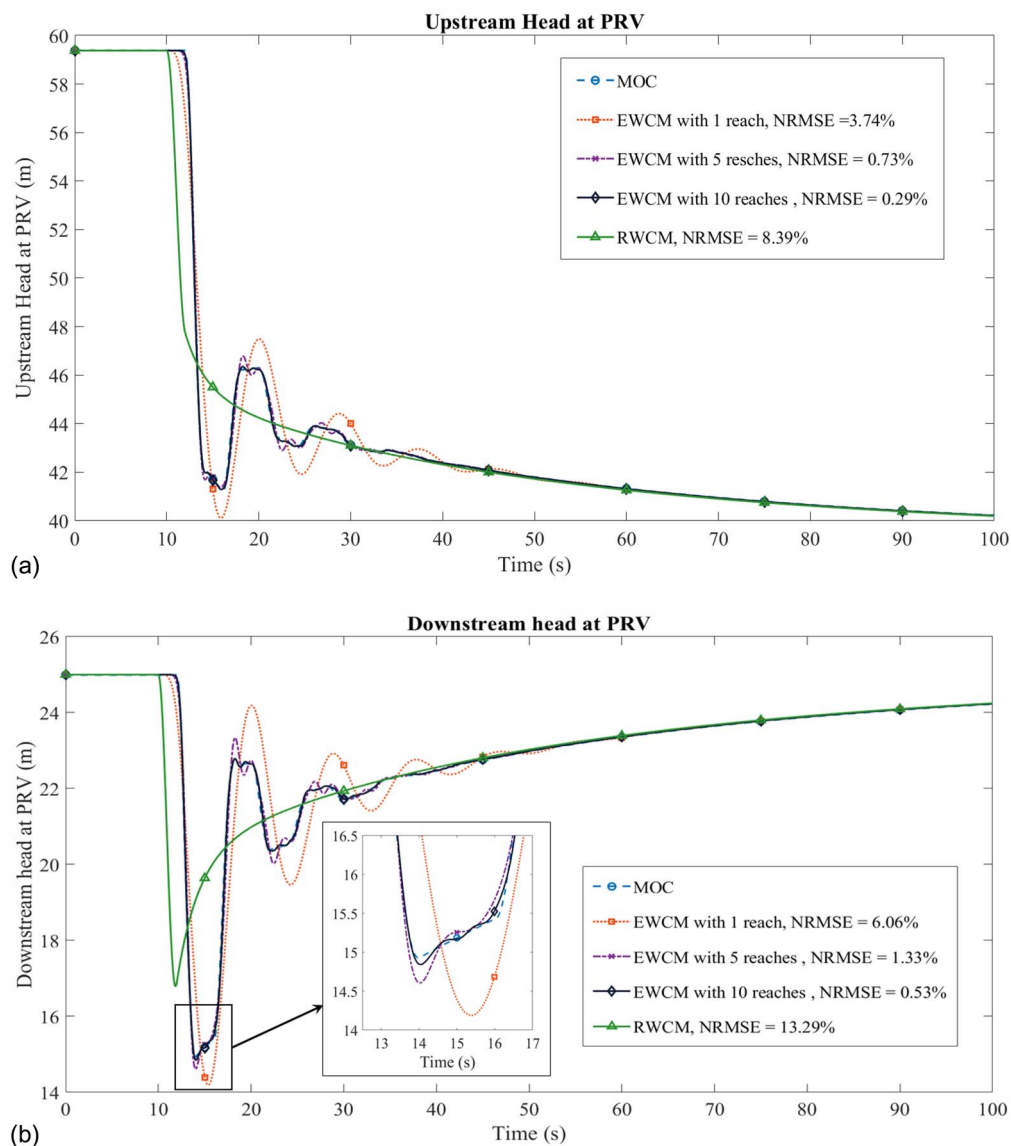 Upstream Head at PRV
60
58
56
54
52
50
48
46
44
42
40
Upstream Head at PRV (m)
MOC
EWCM with 1 reach, NRMSE =3.74%
EWCM with 5 resches, NRMSE = 0.73%
EWCM with 10 reaches , NRMSE = 0.29%
RWCM, NRMSE = 8.39%
0 10 20 30 40 50 60 70 80 90 100
Time (s)
(a)
Downstream head at PRV
26
24
22
20
18
16
14
Downstream head at PRV (m)
16.5
16
15.5
15
14.5
14
13 14 15 16 17
Time (s)
MOC
EWCM with 1 reach, NRMSE = 6.06%
EWCM with 5 reaches , NRMSE = 1.33%
EWCM with 10 reaches , NRMSE = 0.53%
RWCM, NRMSE = 13.29%
0 10 20 30 40 50 60 70 80 90 100
Time (s)
(b)